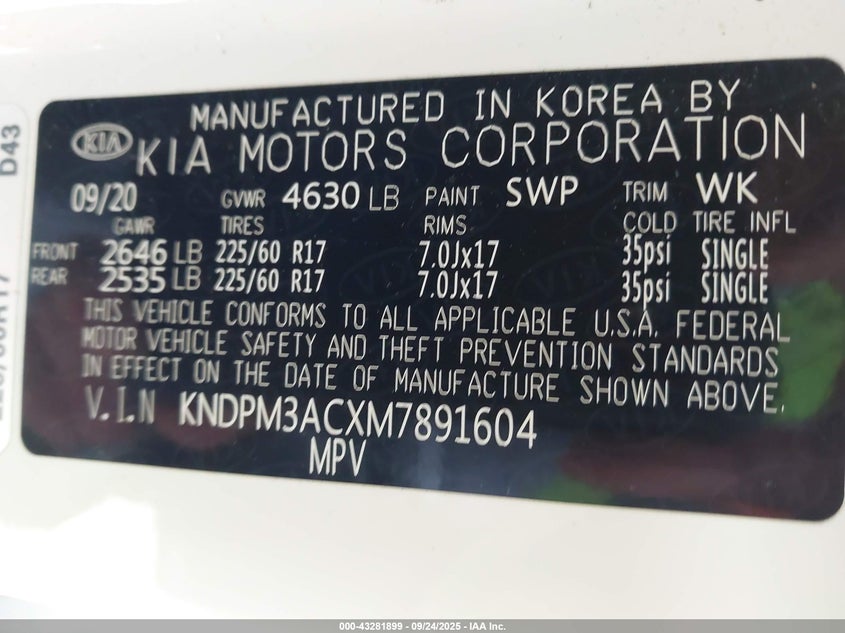 MANUFACTURED IN KOREA BY
KIA KIA MOTORS CORPORATION
09/20 GVWR 4630 LB PAINT SWP TRIM WK
GAWR TIRES RIMS COLD TIRE INFL
FRONT 2646 LB 225/60 R17 7.0Jx17 35psi SINGLE
REAR 2535 LB 225/60 R17 7.0Jx17 35psi SINGLE
THIS VEHICLE CONFORMS TO ALL APPLICABLE U.S.A. FEDERAL
MOTOR VEHICLE SAFETY AND THEFT PREVENTION STANDARDS
IN EFFECT ON THE DATE OF MANUFACTURE SHOWN ABOVE.
V.I.N KNDPM3ACXM7891604
MPV
D43
000-43281899 - 09/24/2025 - IAA Inc.